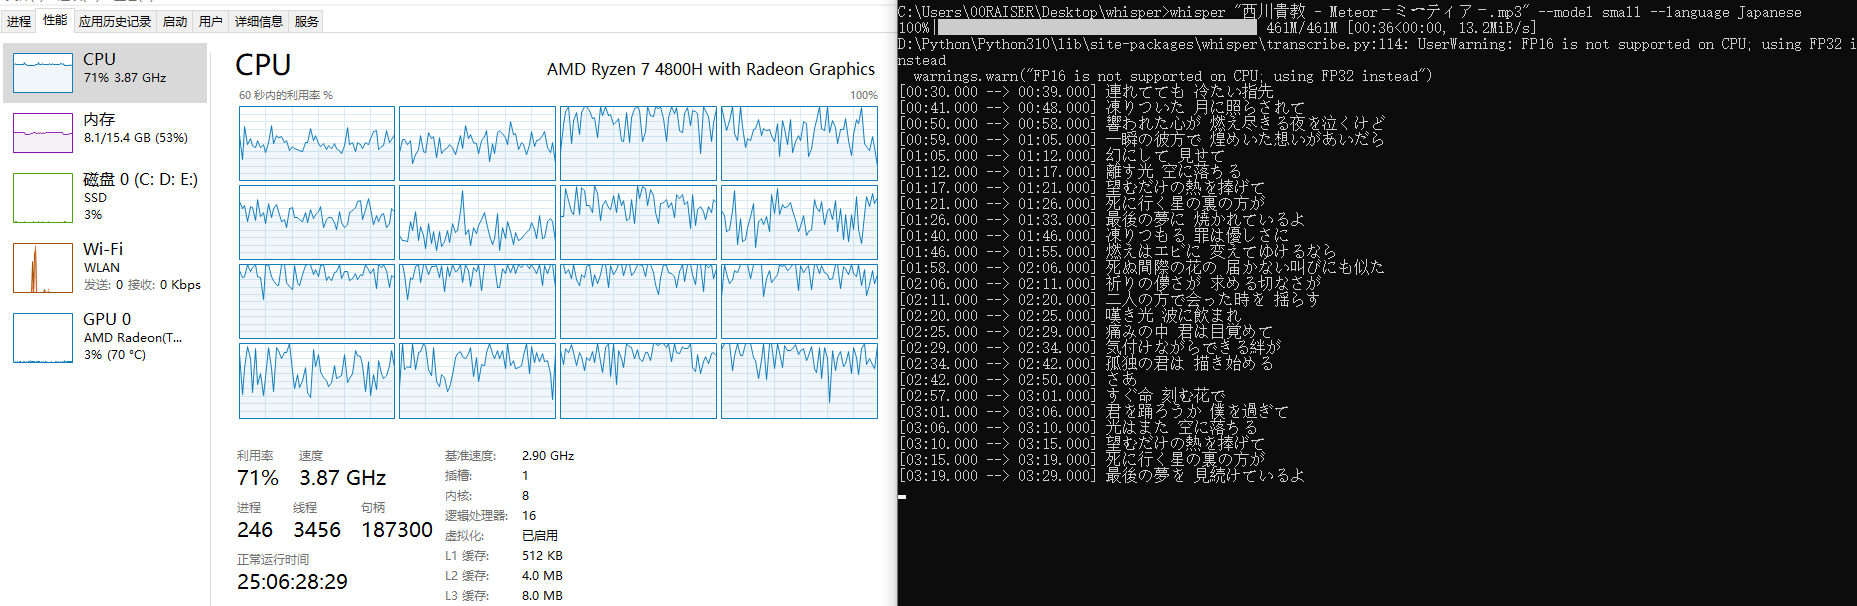 进程 性能 应用历史记录 启动 用户 详细信息 服务
CPU
71% 3.87 GHz
内存
8.1/15.4 GB (53%)
磁盘 0 (C: D: E:)
SSD
3%
Wi-Fi
WLAN
发送: 0 接收: 0 Kbps
GPU 0
AMD Radeon(T...
3% (70 °C)
CPU
AMD Ryzen 7 4800H with Radeon Graphics
60 秒内的利用率 %
100%
利用率 速度
71% 3.87 GHz
进程 线程 句柄
246 3456 187300
正常运行时间
25:06:28:29
基准速度: 2.90 GHz
插槽: 1
内核: 8
逻辑处理器: 16
虚拟化: 已启用
L1 缓存: 512 KB
L2 缓存: 4.0 MB
L3 缓存: 8.0 MB
C:\Users\00RAISER\Desktop\whisper>whisper "西川貴教 - Meteor－ミーティア－.mp3" --model small --language Japanese
100%| 461M/461M [00:36<00:00, 13.2MiB/s]
D:\Python\Python310\lib\site-packages\whisper\transcribe.py:114: UserWarning: FP16 is not supported on CPU; using FP32 i
nstead
warnings.warn("FP16 is not supported on CPU; using FP32 instead")
[00:30.000 --> 00:39.000] 連れてても 冷たい指先
[00:41.000 --> 00:48.000] 凍りついた 月に照らされて
[00:50.000 --> 00:58.000] 響われた心が 燃え尽きる夜を泣くけど
[00:59.000 --> 01:05.000] 一瞬の彼方で 煌めいた想いがあいだら
[01:05.000 --> 01:12.000] 幻にして 見せて
[01:12.000 --> 01:17.000] 離す光 空に落ちる
[01:17.000 --> 01:21.000] 望むだけの熱を捧げて
[01:21.000 --> 01:26.000] 死に行く星の裏の方が
[01:26.000 --> 01:33.000] 最後の夢に 焼かれているよ
[01:40.000 --> 01:46.000] 凍りつもる 罪は優しさに
[01:46.000 --> 01:55.000] 燃えはエビに 変えてゆけるなら
[01:58.000 --> 02:06.000] 死ぬ間際の花の 届かない叫びにも似た
[02:06.000 --> 02:11.000] 祈りの儚さが 求める切なさが
[02:11.000 --> 02:20.000] 二人の方で会った時を 揺らす
[02:20.000 --> 02:25.000] 嘆き光 波に飲まれ
[02:25.000 --> 02:29.000] 痛みの中 君は目覚めて
[02:29.000 --> 02:34.000] 気付けながらできる絆が
[02:34.000 --> 02:42.000] 孤独の君は 描き始める
[02:42.000 --> 02:50.000] さあ
[02:57.000 --> 03:01.000] すぐ命 刻む花で
[03:01.000 --> 03:06.000] 君を踊ろうか 僕を過ぎて
[03:06.000 --> 03:10.000] 光はまた 空に落ちる
[03:10.000 --> 03:15.000] 望むだけの熱を捧げて
[03:15.000 --> 03:19.000] 死に行く星の裏の方が
[03:19.000 --> 03:29.000] 最後の夢を 見続けているよ